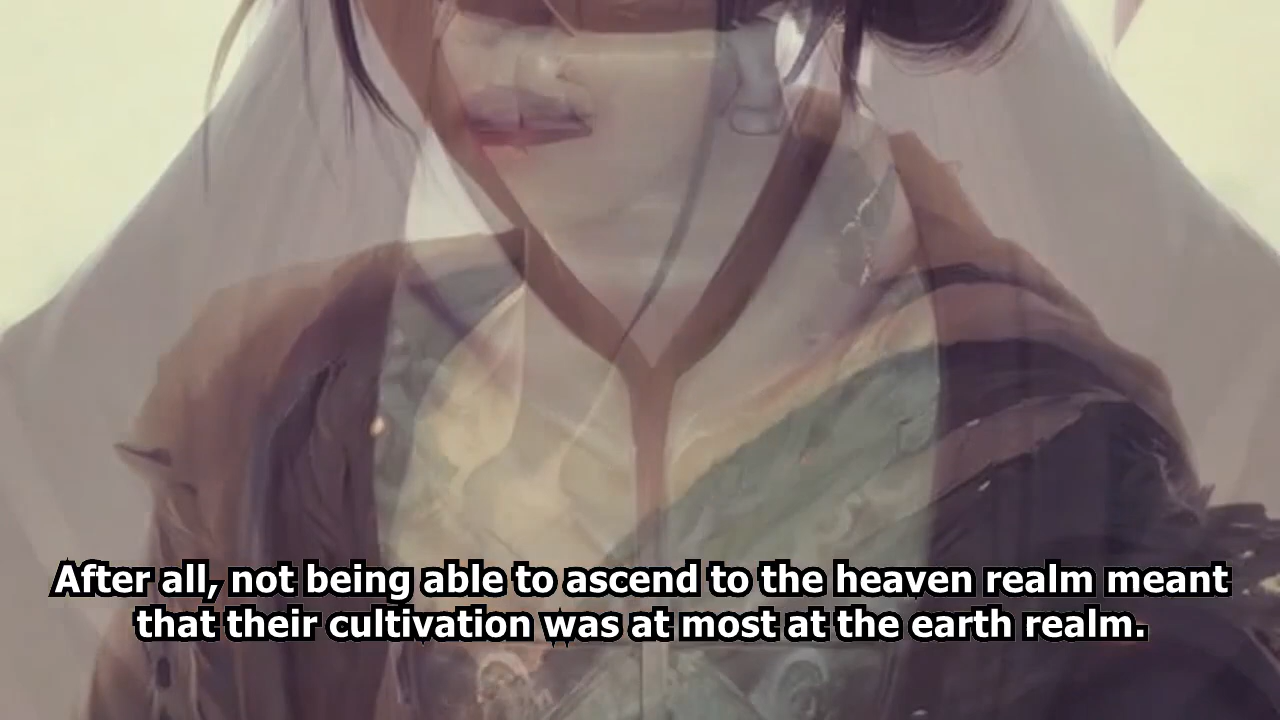 After all, not being able to ascend to the heaven realm meant
that their cultivation was at most at the earth realm.